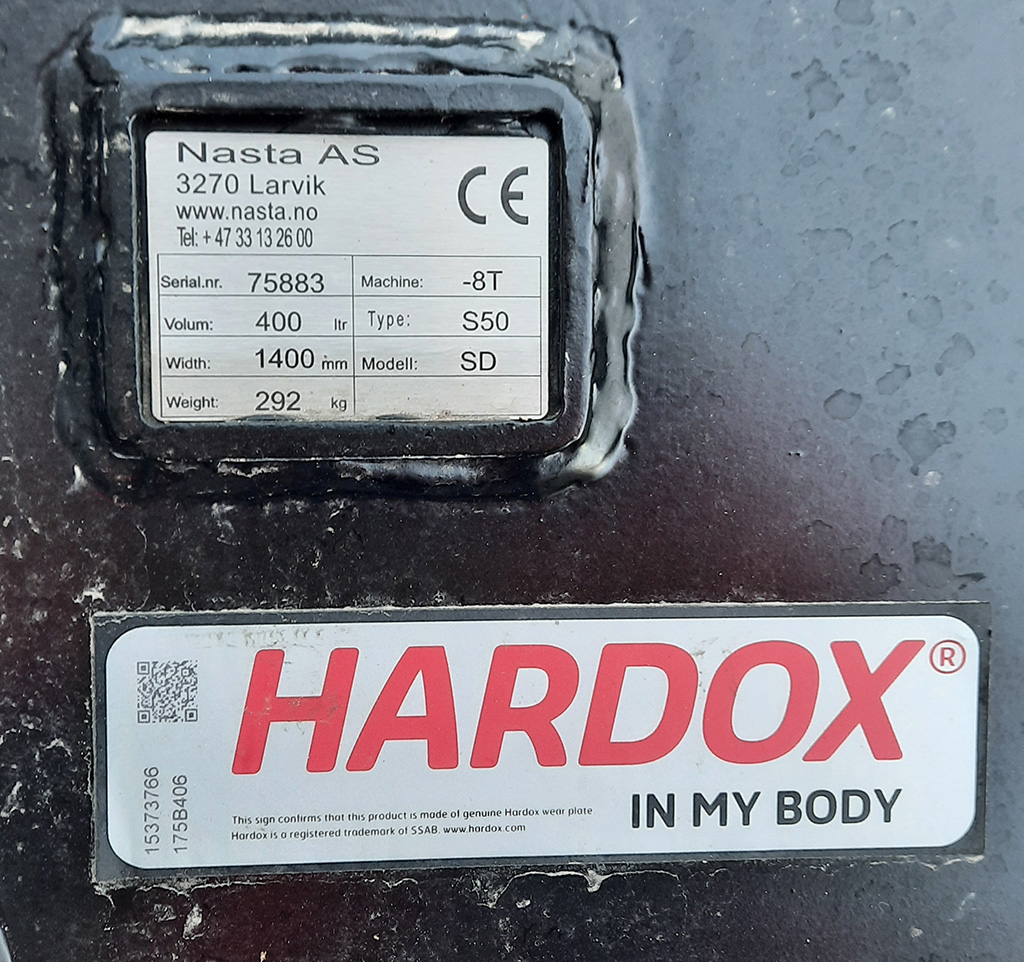 Nasta AS
3270 Larvik
www.nasta.no
Tel: + 47 33 13 26 00
CE
Serial.nr. 75883 Machine: -8T
Volum: 400 ltr Type: S50
Width: 1400 mm Modell: SD
Weight: 292 kg
HARDOX®
IN MY BODY
15373766
175B406
This sign confirms that this product is made of genuine Hardox wear plate
Hardox is a registered trademark of SSAB. www.hardox.com